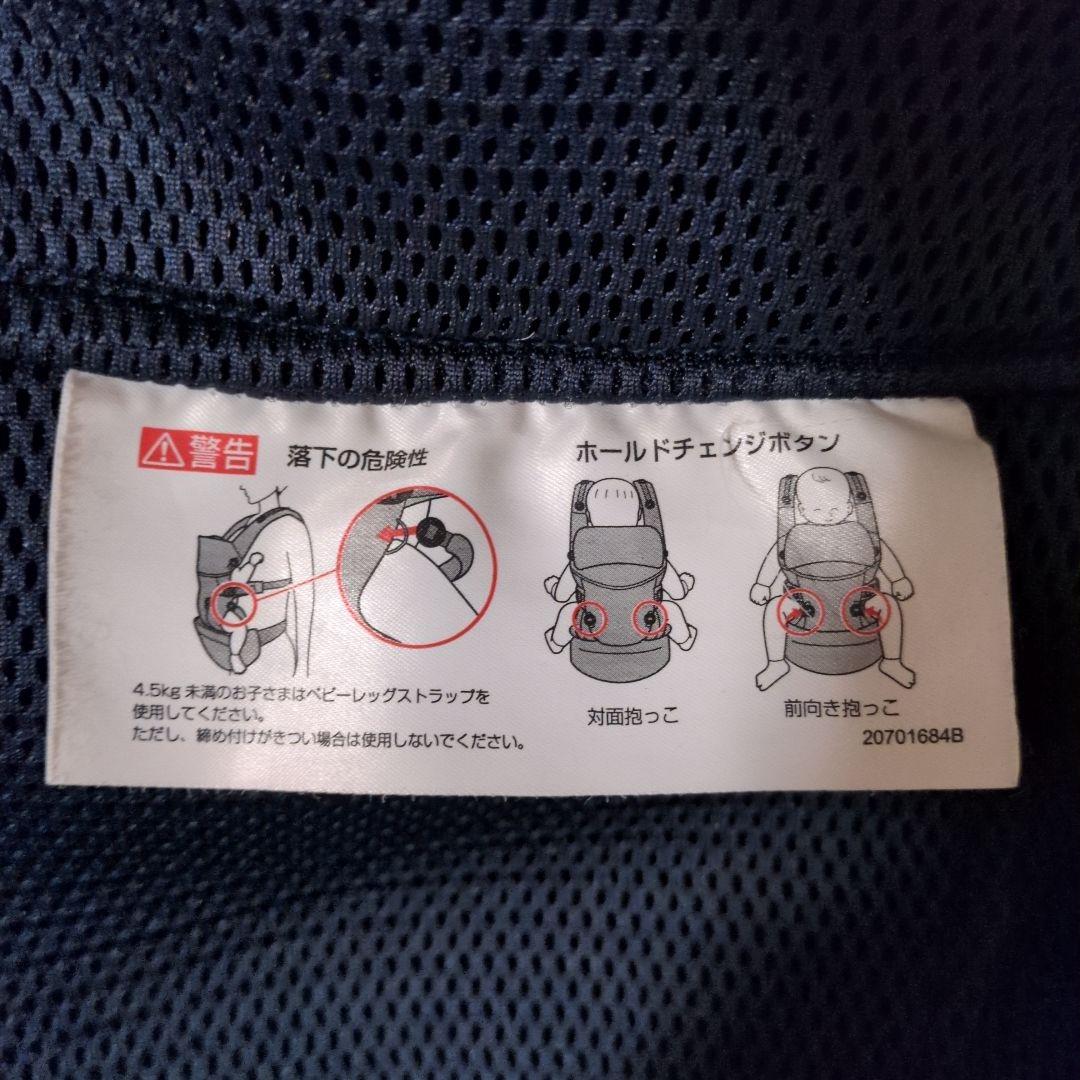 警告 落下の危険性
4.5kg 未満のお子さまはベビーレッグストラップを
使用してください。
ただし、締め付けがきつい場合は使用しないでください。
ホールドチェンジボタン
対面抱っこ
前向き抱っこ
20701684B